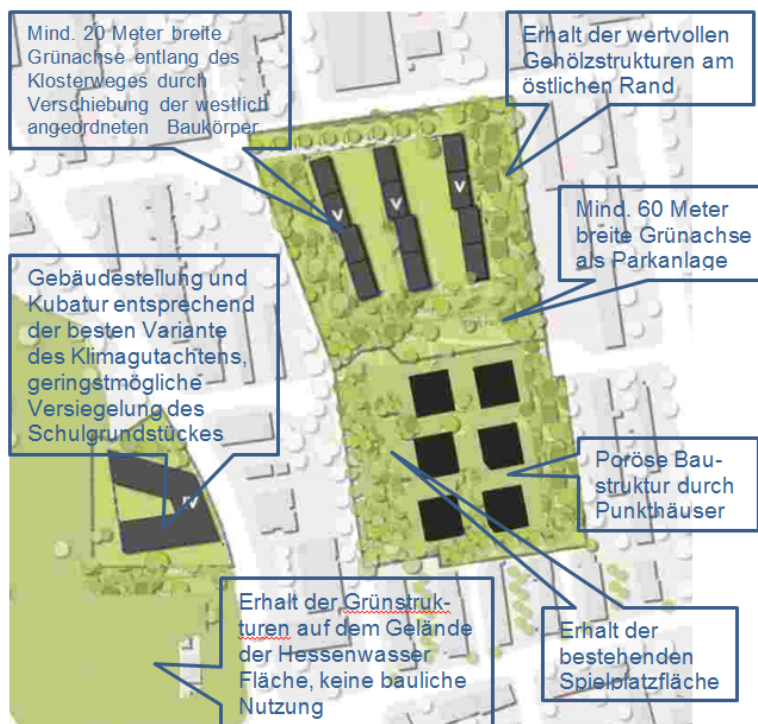 Mind. 20 Meter breite
Grünachse entlang des
Klosterweges durch
Verschiebung der westlich
angeordneten Baukörper
Erhalt der wertvollen
Gehölzstrukturen am
östlichen Rand
Mind. 60 Meter
breite Grünachse
als Parkanlage
Gebäudestellung und
Kubatur entsprechend
der besten Variante
des Klimagutachtens,
geringstmögliche
Versiegelung des
Schulgrundstückes
V
V
V
IV
Poröse Bau-
struktur durch
Punkthäuser
Erhalt der Grünstruk-
turen auf dem Gelände
der Hessenwasser
Fläche, keine bauliche
Nutzung
Erhalt der
bestehenden
Spielplatzfläche